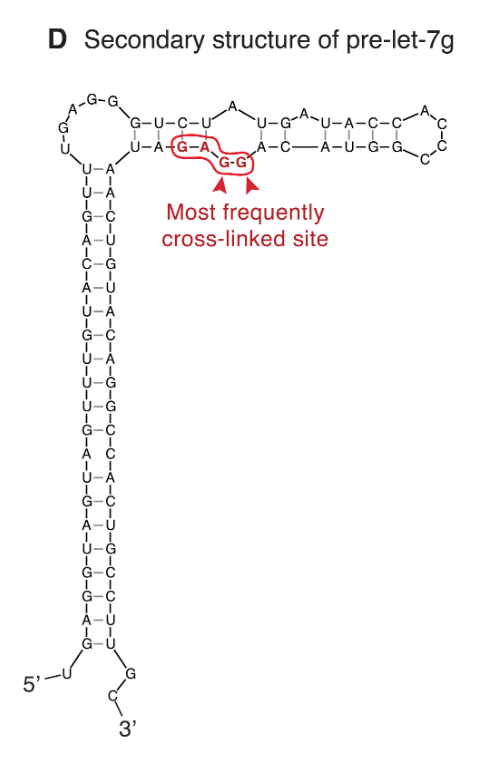 D Secondary structure of pre-let-7g
A G G A A A
G G U C U U G U A C C C
U U A G A A C A U G G C
G-G C
U A
U A
G C
A U
C G
A U
U A
G C
U A
U G
U G
G C
A C
U A
G C
A U
U G
G C
G C
A U
G U
U G
C
5’
3’
Most frequently
cross-linked site